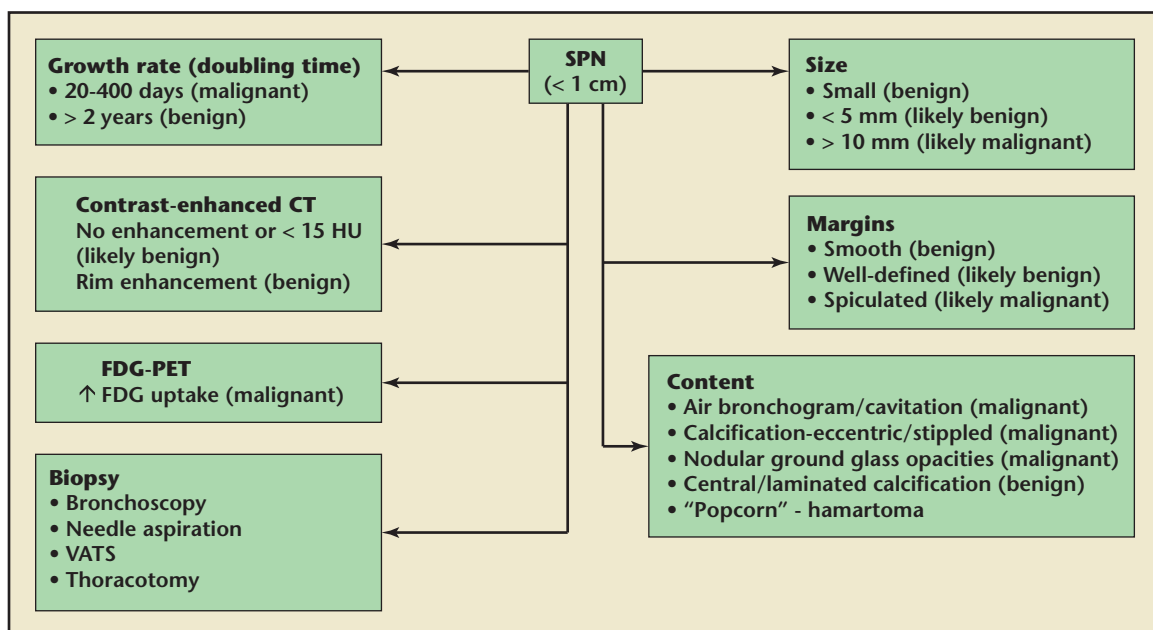 SPN
(< 1 cm)
Growth rate (doubling time)
• 20-400 days (malignant)
• > 2 years (benign)
Contrast-enhanced CT
No enhancement or < 15 HU
(likely benign)
Rim enhancement (benign)
FDG-PET
↑ FDG uptake (malignant)
Biopsy
• Bronchoscopy
• Needle aspiration
• VATS
• Thoracotomy
Size
• Small (benign)
• < 5 mm (likely benign)
• > 10 mm (likely malignant)
Margins
• Smooth (benign)
• Well-defined (likely benign)
• Spiculated (likely malignant)
Content
• Air bronchogram/cavitation (malignant)
• Calcification-eccentric/stippled (malignant)
• Nodular ground glass opacities (malignant)
• Central/laminated calcification (benign)
• “Popcorn” - hamartoma